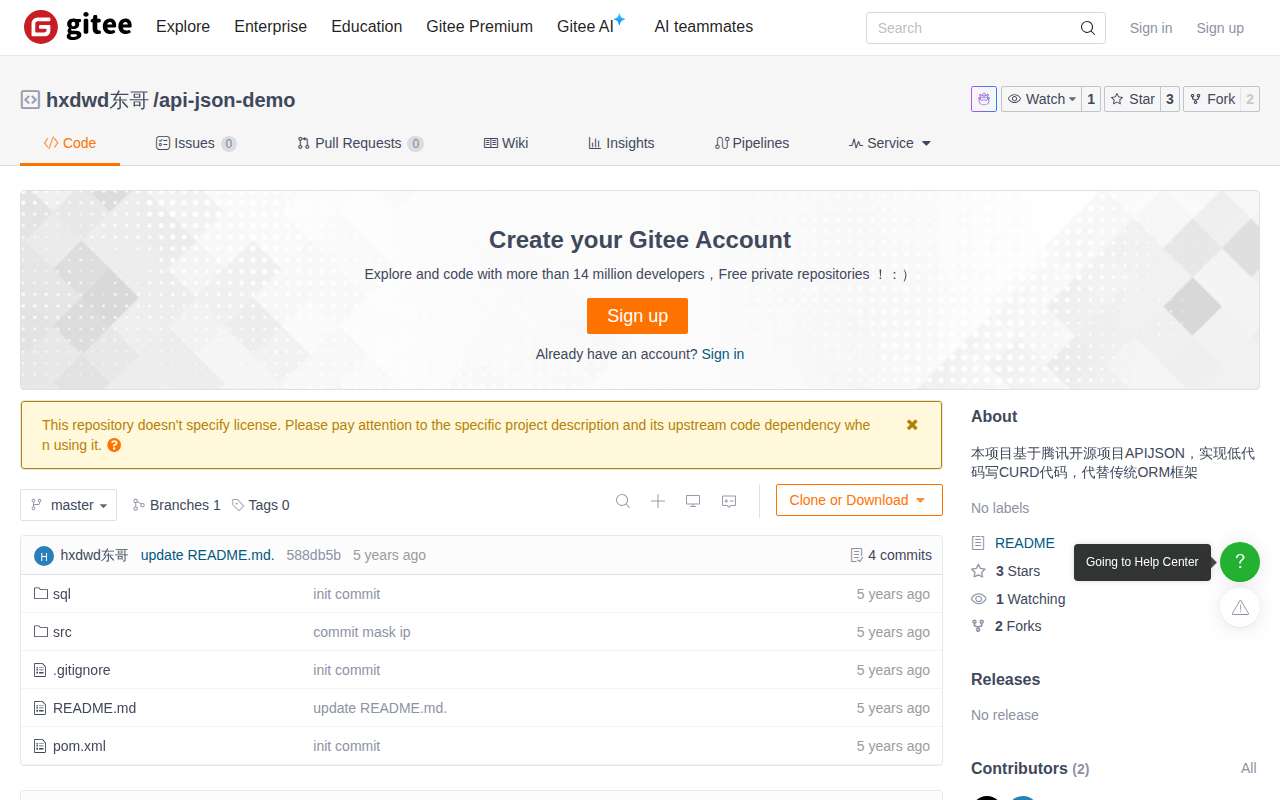 gitee Explore Enterprise Education Gitee Premium Gitee AI AI teammates Search Sign in Sign up
hxdwd东哥 /api-json-demo Watch 1 Star 3 Fork 2
Code Issues 0 Pull Requests 0 Wiki Insights Pipelines Service
Create your Gitee Account
Explore and code with more than 14 million developers，Free private repositories ！：）
Sign up
Already have an account? Sign in
This repository doesn't specify license. Please pay attention to the specific project description and its upstream code dependency whe
n using it. ?
master Branches 1 Tags 0 Clone or Download
H hxdwd东哥 update README.md. 588db5b 5 years ago 4 commits
sql init commit 5 years ago
src commit mask ip 5 years ago
.gitignore init commit 5 years ago
README.md update README.md. 5 years ago
pom.xml init commit 5 years ago
About
本项目基于腾讯开源项目APIJSON，实现低代
码写CURD代码，代替传统ORM框架
No labels
README
3 Stars
1 Watching
2 Forks
Going to Help Center ?
Releases
No release
Contributors (2) All